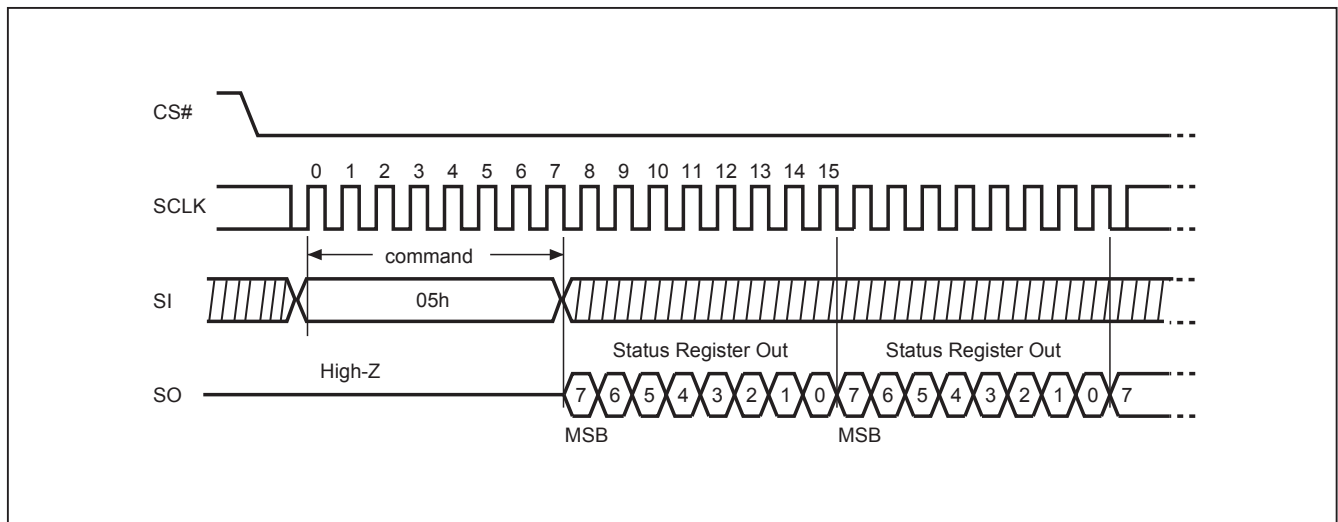 CS#
0 1 2 3 4 5 6 7 8 9 10 11 12 13 14 15
SCLK
command
SI
05h
Status Register Out Status Register Out
High-Z
SO
7 6 5 4 3 2 1 0 7 6 5 4 3 2 1 0 7
MSB MSB